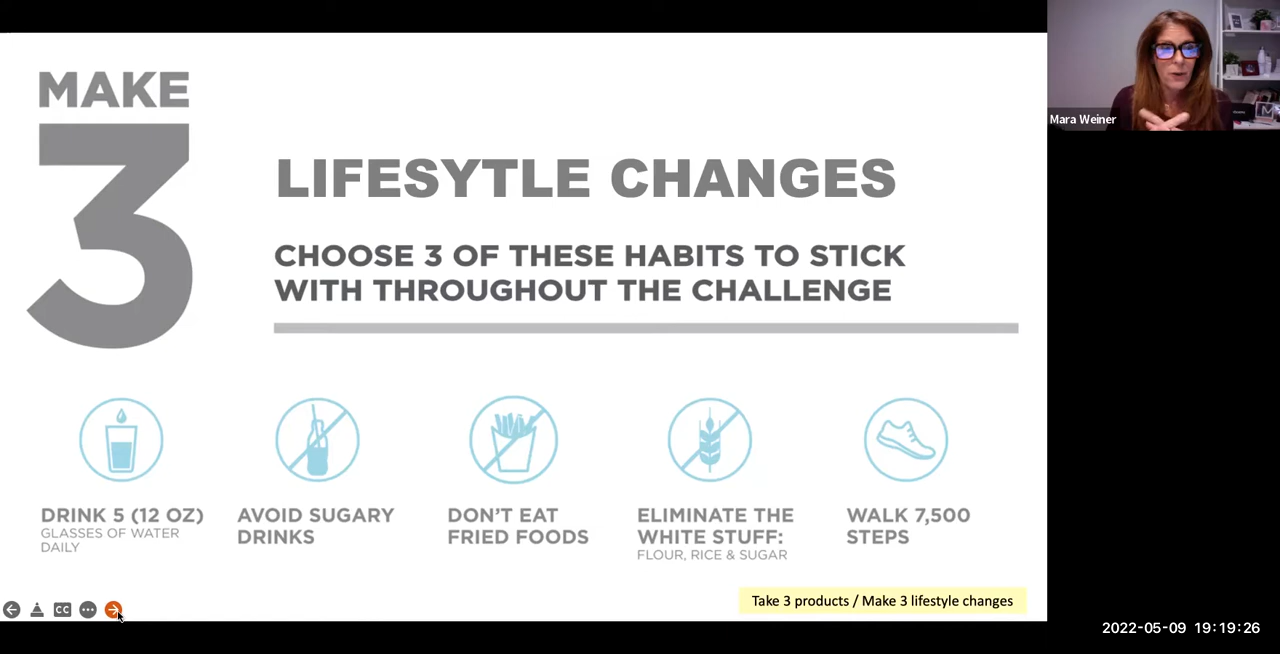 MAKE
3
LIFESYTLE CHANGES
CHOOSE 3 OF THESE HABITS TO STICK
WITH THROUGHOUT THE CHALLENGE
DRINK 5 (12 OZ)
GLASSES OF WATER
DAILY
AVOID SUGARY
DRINKS
DON'T EAT
FRIED FOODS
ELIMINATE THE
WHITE STUFF:
FLOUR, RICE & SUGAR
WALK 7,500
STEPS
CC
Take 3 products / Make 3 lifestyle changes
Mara Weiner
2022-05-09 19:19:26